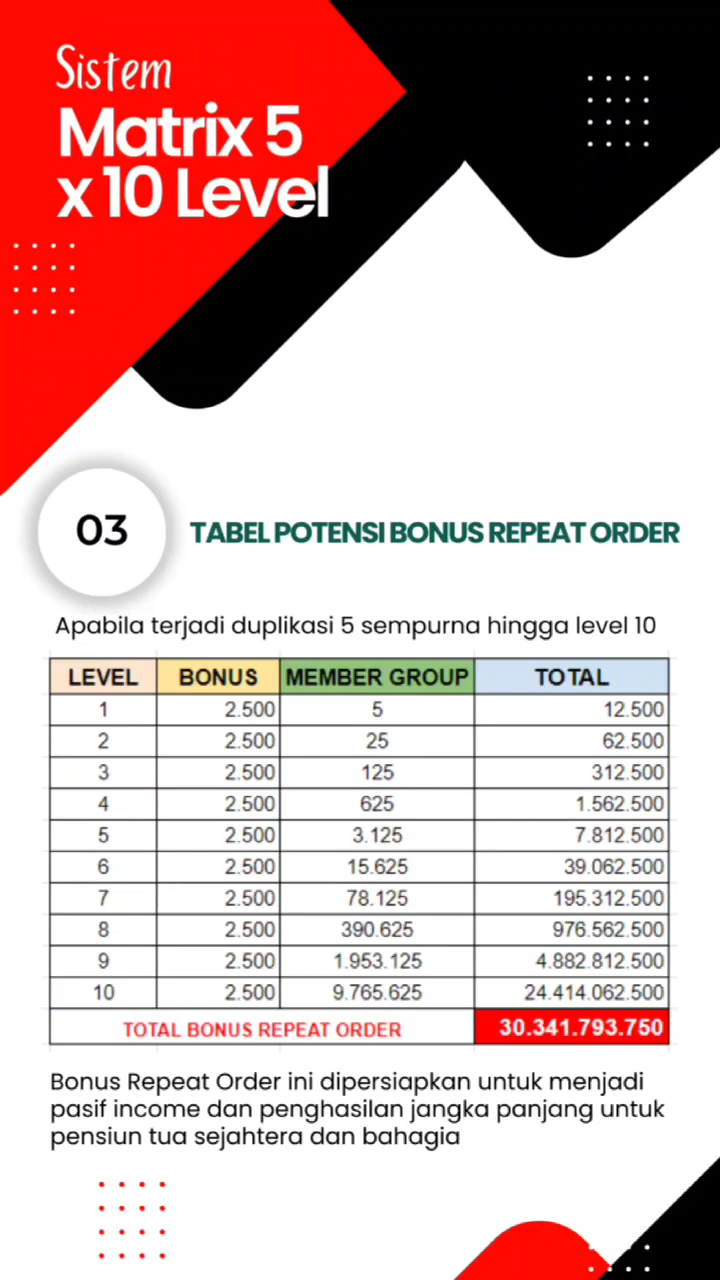 Sistem
Matrix 5
x 10 Level
03
TABEL POTENSI BONUS REPEAT ORDER
Apabila terjadi duplikasi 5 sempurna hingga level 10
LEVEL BONUS MEMBER GROUP TOTAL
1 2.500 5 12.500
2 2.500 25 62.500
3 2.500 125 312.500
4 2.500 625 1.562.500
5 2.500 3.125 7.812.500
6 2.500 15.625 39.062.500
7 2.500 78.125 195.312.500
8 2.500 390.625 976.562.500
9 2.500 1.953.125 4.882.812.500
10 2.500 9.765.625 24.414.062.500
TOTAL BONUS REPEAT ORDER 30.341.793.750
Bonus Repeat Order ini dipersiapkan untuk menjadi
pasif income dan penghasilan jangka panjang untuk
pensiun tua sejahtera dan bahagia